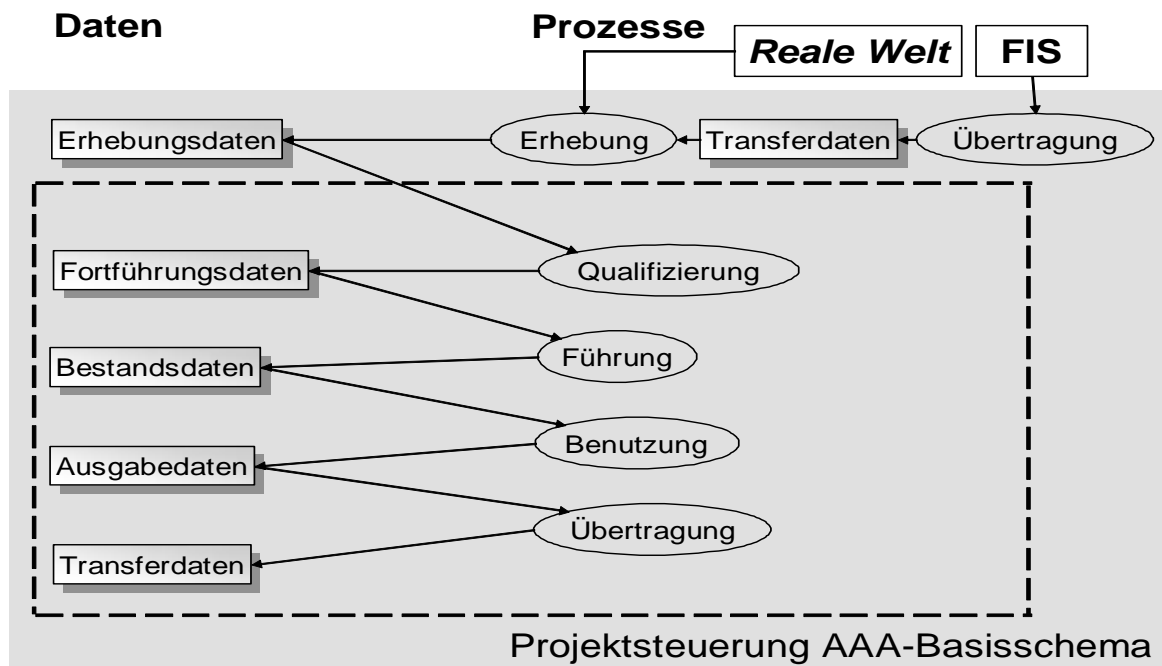 Daten
Prozesse
Reale Welt
FIS
Erhebungsdaten
Erhebung
Transferdaten
Übertragung
Fortführungsdaten
Qualifizierung
Bestandsdaten
Führung
Ausgabedaten
Benutzung
Transferdaten
Übertragung
Projektsteuerung AAA-Basisschema